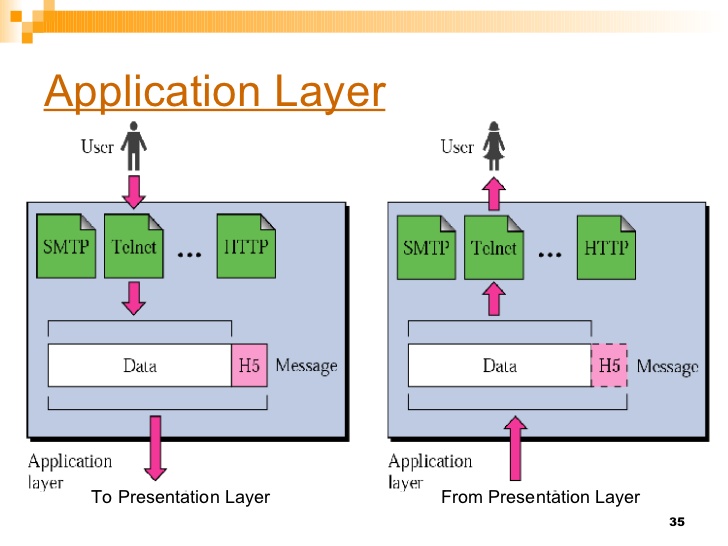 Application Layer
User
SMTP
Telnet
...
HTTP
Data
H5
Message
Application
layer
To Presentation Layer
User
SMTP
Telnet
...
HTTP
Data
H5
Message
Application
layer
From Presentation Layer
35